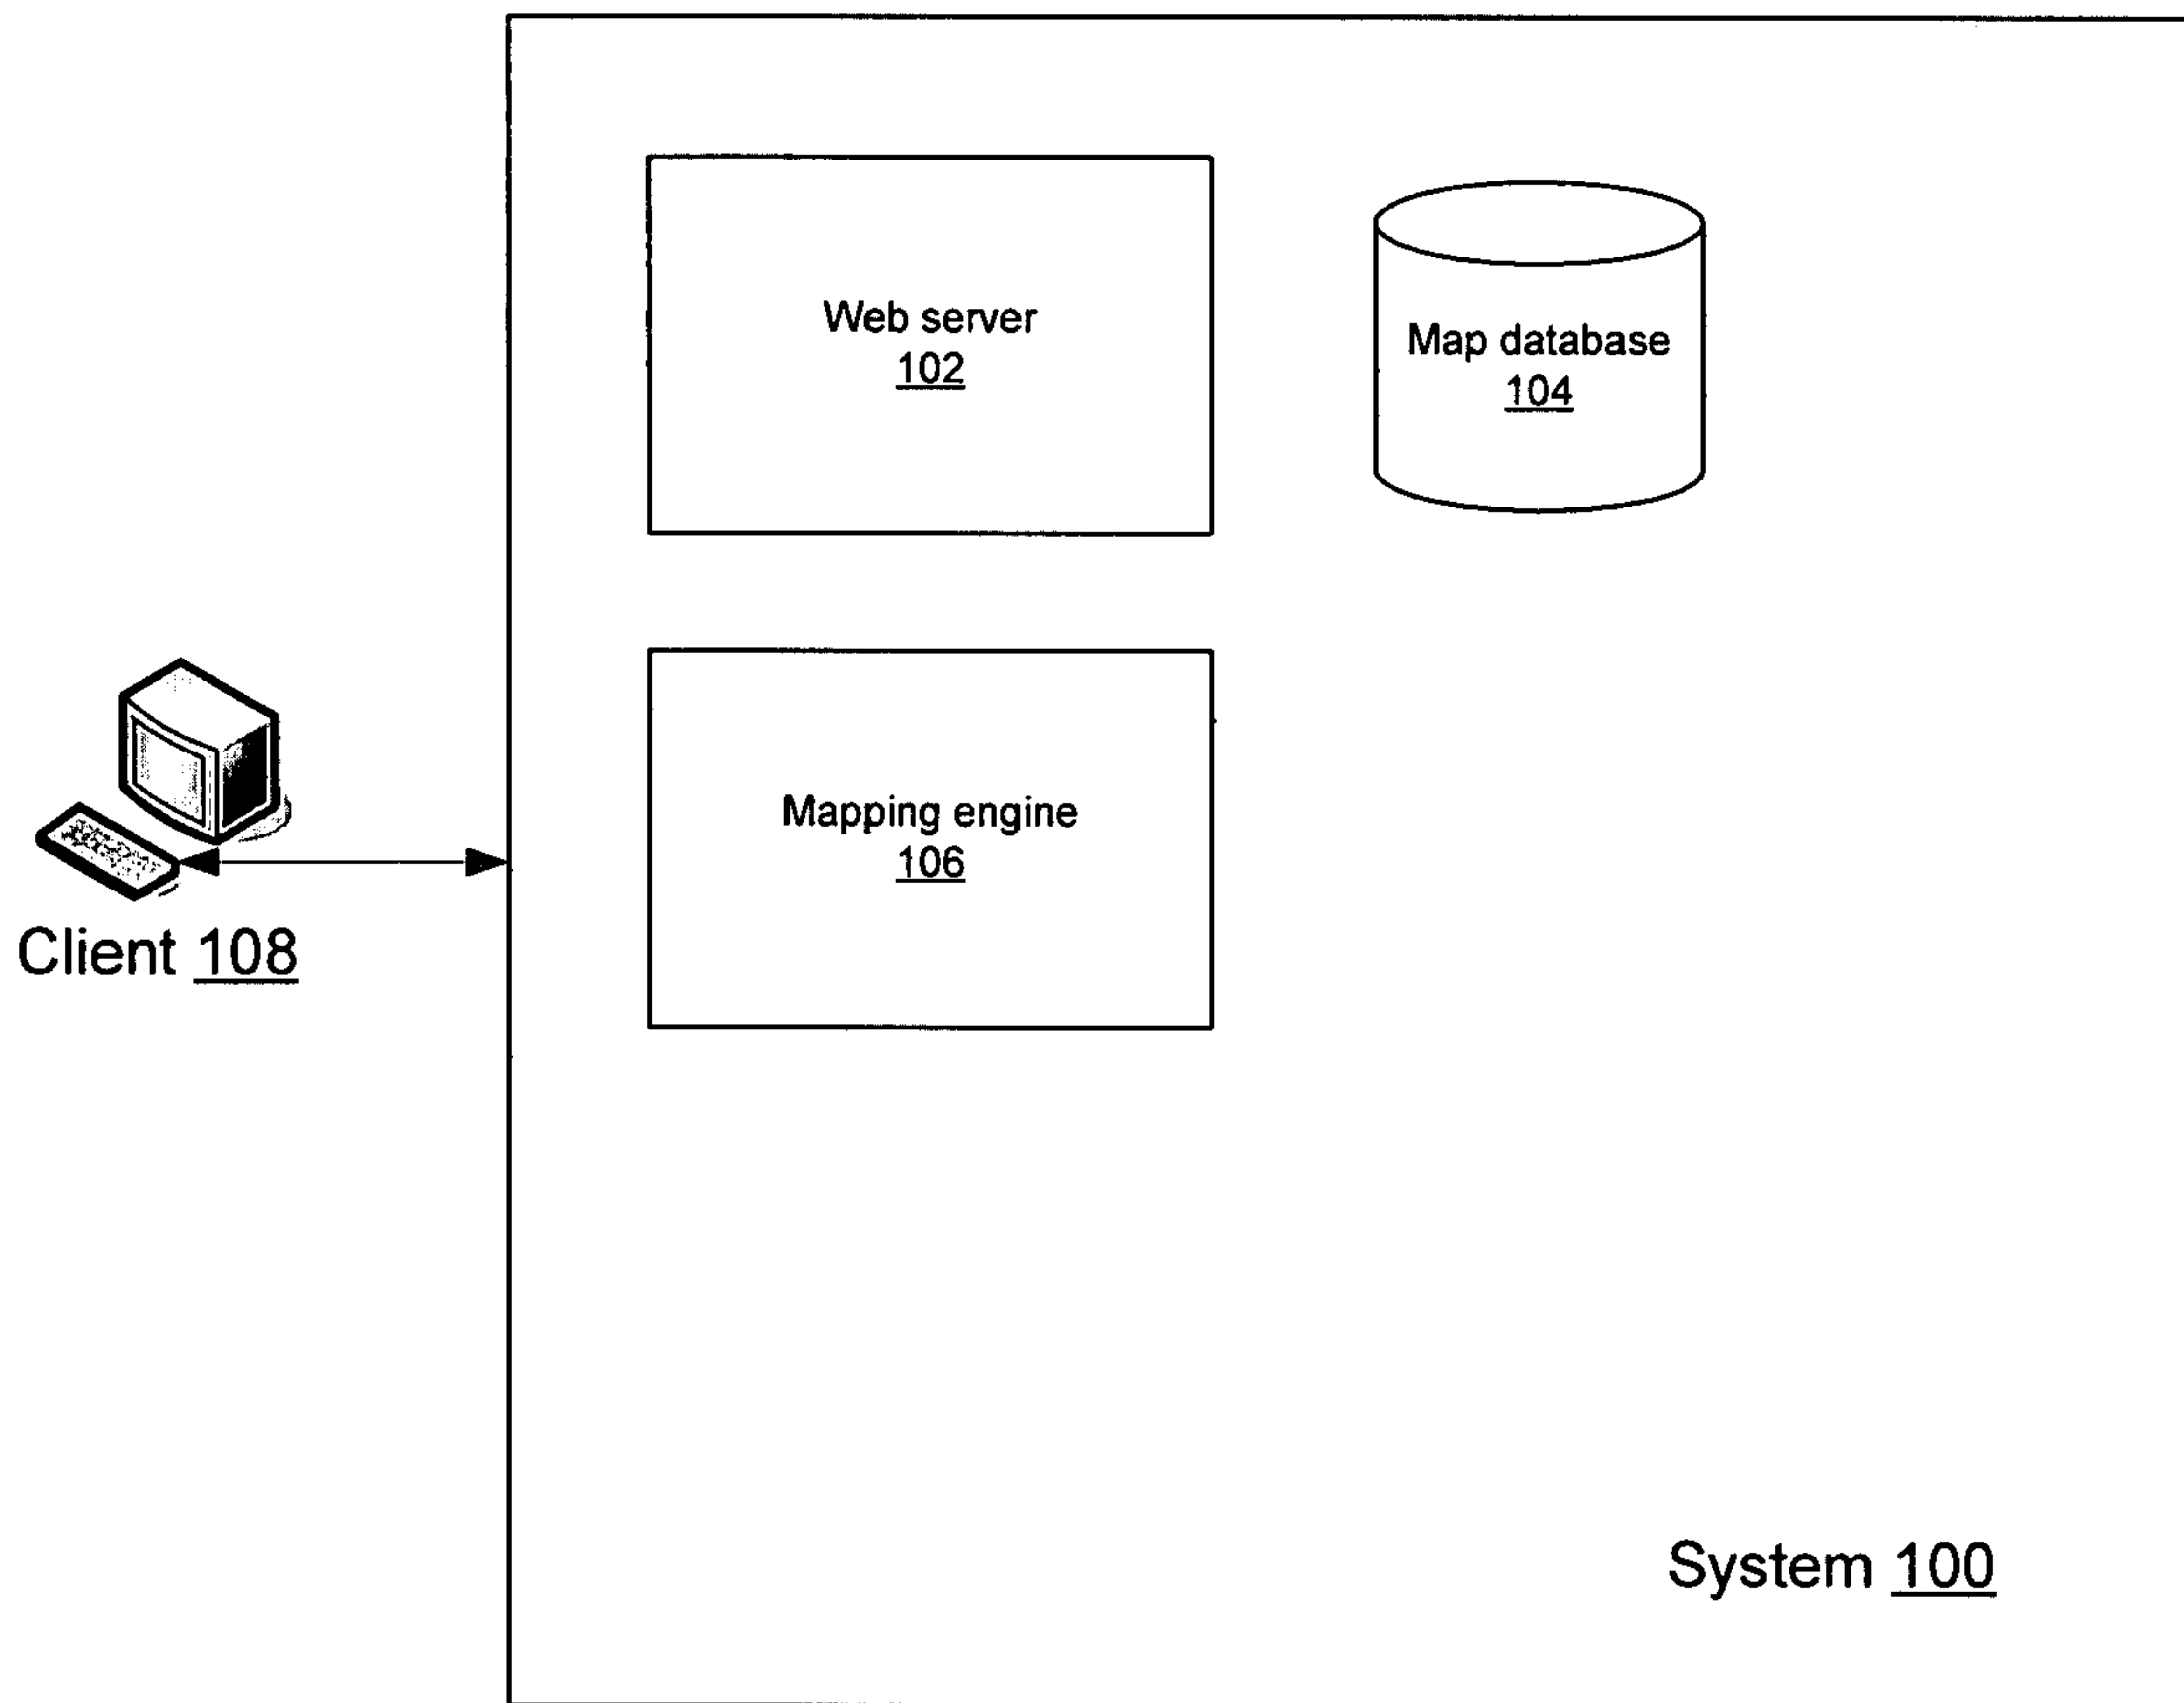 Web server
102
Map database
104
Mapping engine
106
Client 108
System 100